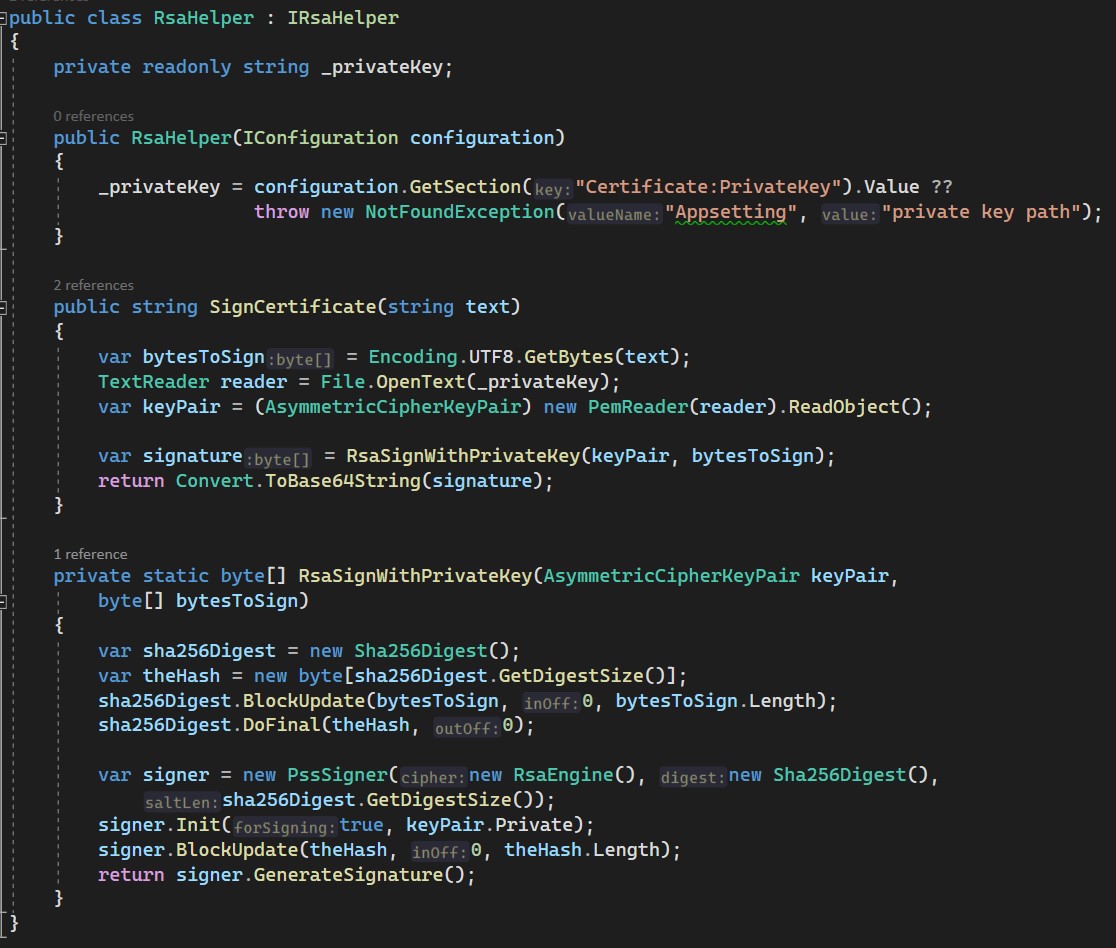 public class RsaHelper : IRsaHelper
{
private readonly string _privateKey;
0 references
public RsaHelper(IConfiguration configuration)
{
_privateKey = configuration.GetSection(key:"Certificate:PrivateKey").Value ??
throw new NotFoundException(valueName:"Appsetting", value:"private key path");
}
2 references
public string SignCertificate(string text)
{
var bytesToSign:byte[] = Encoding.UTF8.GetBytes(text);
TextReader reader = File.OpenText(_privateKey);
var keyPair = (AsymmetricCipherKeyPair) new PemReader(reader).ReadObject();
var signature:byte[] = RsaSignWithPrivateKey(keyPair, bytesToSign);
return Convert.ToBase64String(signature);
}
1 reference
private static byte[] RsaSignWithPrivateKey(AsymmetricCipherKeyPair keyPair,
byte[] bytesToSign)
{
var sha256Digest = new Sha256Digest();
var theHash = new byte[sha256Digest.GetDigestSize()];
sha256Digest.BlockUpdate(bytesToSign, inOff:0, bytesToSign.Length);
sha256Digest.DoFinal(theHash, outOff:0);
var signer = new PssSigner(cipher:new RsaEngine(), digest:new Sha256Digest(),
saltLen:sha256Digest.GetDigestSize());
signer.Init(forSigning:true, keyPair.Private);
signer.BlockUpdate(theHash, inOff:0, theHash.Length);
return signer.GenerateSignature();
}
}